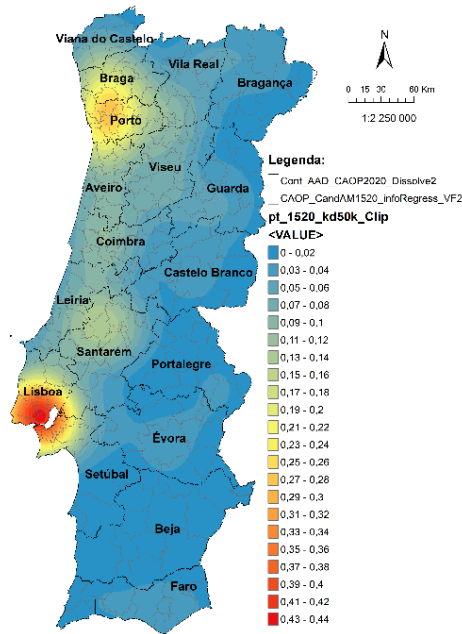 Viana do Castelo
Vila Real
Bragança
Braga
Porto
Viseu
Aveiro
Guarda
Coimbra
Castelo Branco
Leiria
Santarém
Portalegre
Lisboa
Évora
Setúbal
Beja
Faro
N
0 15 30 60 Km
1:2 250 000
Legenda:
Cont_AAD_CAOP2020_Dissolve2
CAOP_CandAM1520_infoRegress_VF2
pt_1520_kd50k_Clip
<VALUE>
0 - 0,02
0,03 - 0,04
0,05 - 0,06
0,07 - 0,08
0,09 - 0,1
0,11 - 0,12
0,13 - 0,14
0,15 - 0,16
0,17 - 0,18
0,19 - 0,2
0,21 - 0,22
0,23 - 0,24
0,25 - 0,26
0,27 - 0,28
0,29 - 0,3
0,31 - 0,32
0,33 - 0,34
0,35 - 0,36
0,37 - 0,38
0,39 - 0,4
0,41 - 0,42
0,43 - 0,44